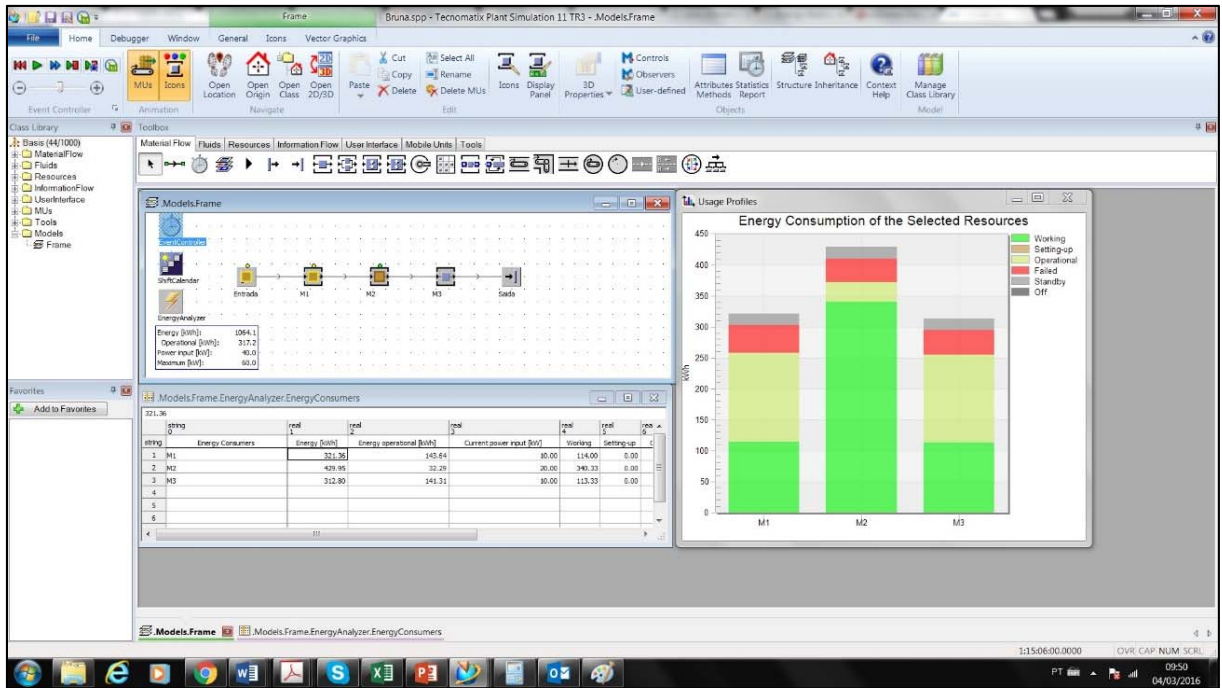 Frame
Bruna.spp - Tecnomatix Plant Simulation 11 TR3 - .Models.Frame
File Home Debugger Window General Icons Vector Graphics
MUs Icons
Open Location
Open Origin
Open Class
Open 2D/3D
Paste
Cut
Copy
Delete
Select All
Rename
Delete MUs
Icons
Display Panel
3D Properties
Controls
Observers
User-defined
Attributes Methods
Statistics Report
Structure
Inheritance
Context Help
Manage Class Library
Event Controller Animation Navigate Edit Objects Model
Class Library
Basis (44/1000)
MaterialFlow
Fluids
Resources
InformationFlow
UserInterface
MUs
Tools
Models
Frame
Toolbox
Material Flow Fluids Resources Information Flow User Interface Mobile Units Tools
.Models.Frame
EventController
ShiftCalendar
Entrada M1 M2 M3 Saída
EnergyAnalyzer
Energy [kWh]: 1064.1
Operational [kWh]: 317.2
Power input [kW]: 40.0
Maximum [kW]: 60.0
Favorites
Add to Favorites
.Models.Frame.EnergyAnalyzer.EnergyConsumers
321.36
string 0 real 1 real 2 real 3 real 4 real 5 rea 6
string Energy Consumers Energy [kWh] Energy operational [kWh] Current power input [kW] Working Setting-up
1 M1 321.36 143.64 10.00 114.00 0.00
2 M2 429.95 32.29 20.00 340.33 0.00
3 M3 312.80 141.31 10.00 113.33 0.00
4
5
6
Usage Profiles
Energy Consumption of the Selected Resources
Working
Setting-up
Operational
Failed
Standby
Off
kWh
450
400
350
300
250
200
150
100
50
0
M1 M2 M3
.Models.Frame .Models.Frame.EnergyAnalyzer.EnergyConsumers
1:15:06:00.0000 OVR CAP NUM SCRL
PT 09:50
04/03/2016